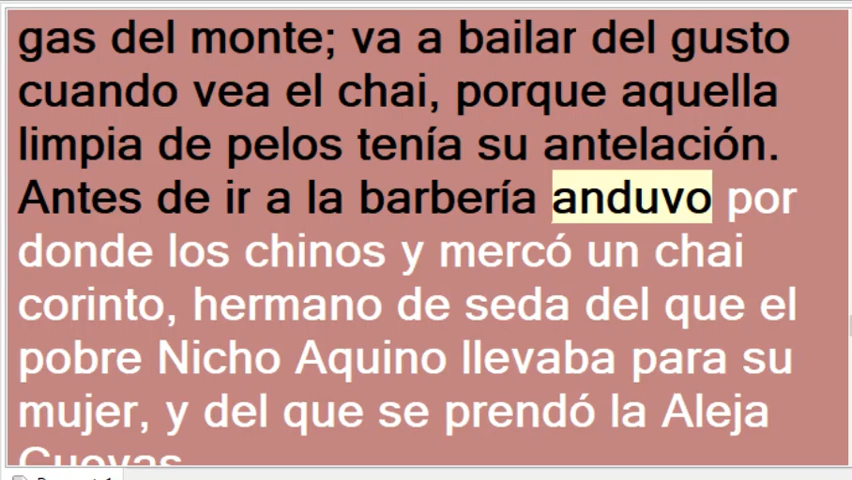 gas del monte; va a bailar del gusto
cuando vea el chai, porque aquella
limpia de pelos tenía su antelación.
Antes de ir a la barbería anduvo por
donde los chinos y mercó un chai
corinto, hermano de seda del que el
pobre Nicho Aquino llevaba para su
mujer, y del que se prendó la Aleja
Cuevas